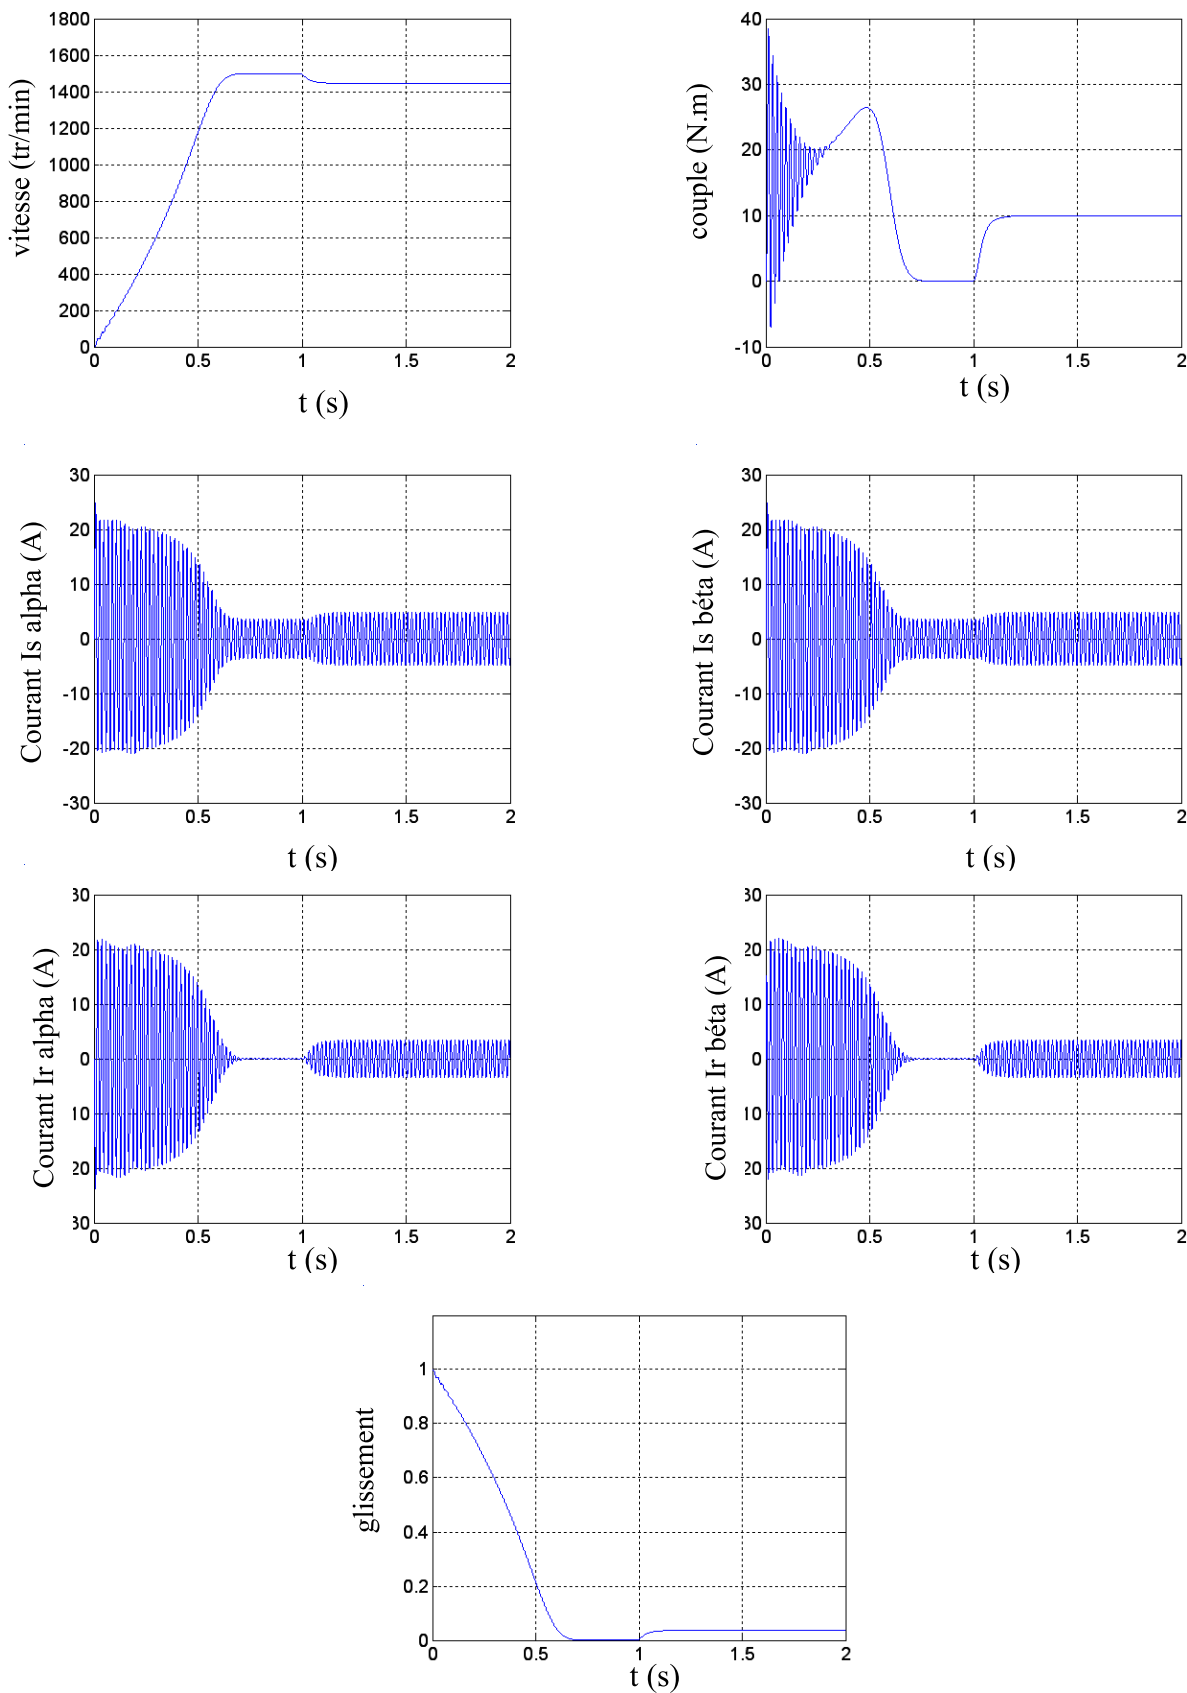 1800
1600
1400
1200
1000
800
600
400
200
0
vitesse (tr/min)
0 0.5 1 1.5 2
t (s)
40
30
20
10
0
-10
couple (N.m)
0 0.5 1 1.5 2
t (s)
30
20
10
0
-10
-20
-30
Courant Is alpha (A)
0 0.5 1 1.5 2
t (s)
30
20
10
0
-10
-20
-30
Courant Is béta (A)
0 0.5 1 1.5 2
t (s)
30
20
10
0
10
20
30
Courant Ir alpha (A)
0 0.5 1 1.5 2
t (s)
30
20
10
0
10
20
30
Courant Ir béta (A)
0 0.5 1 1.5 2
t (s)
1
0.8
0.6
0.4
0.2
0
glissement
0 0.5 1 1.5 2
t (s)